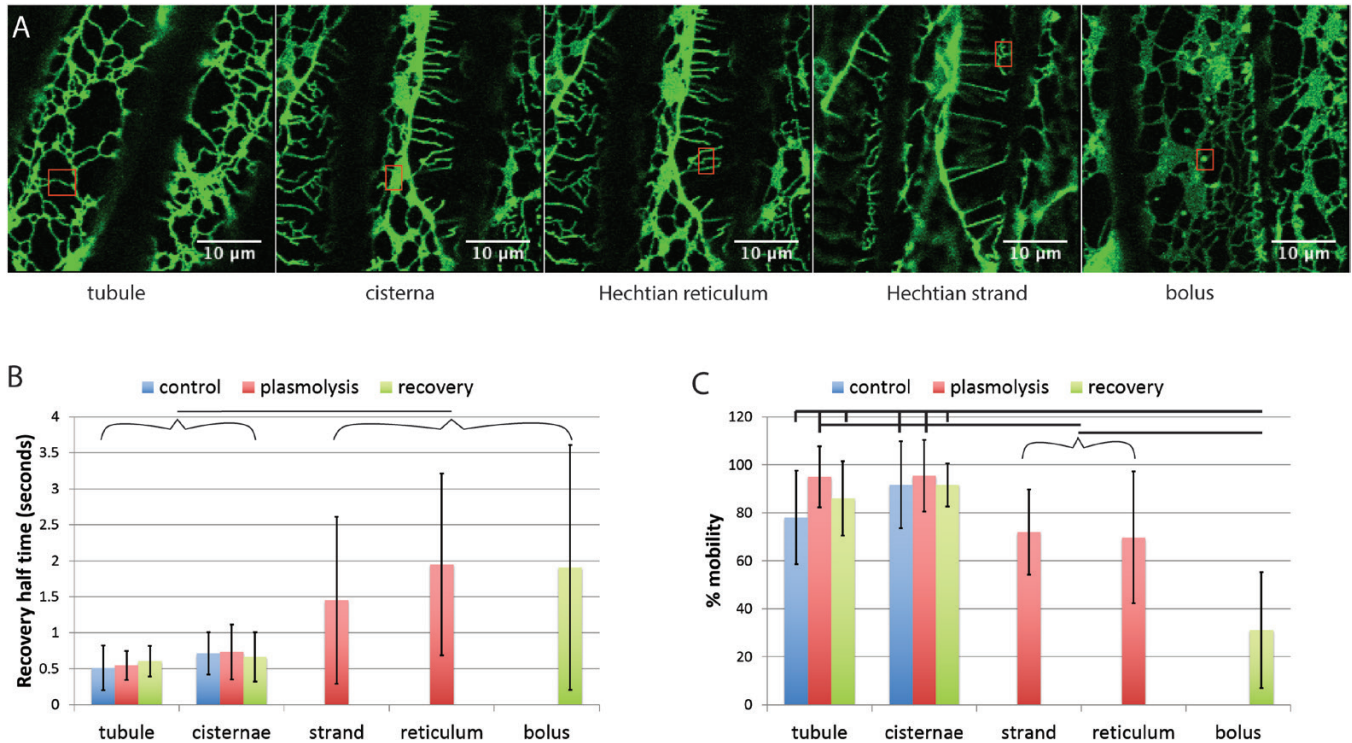 A
10 µm 10 µm 10 µm 10 µm 10 µm
tubule cisterna Hechtian reticulum Hechtian strand bolus
B
control plasmolysis recovery
Recovery half time (seconds)
4
3.5
3
2.5
2
1.5
1
0.5
0
tubule cisternae strand reticulum bolus
C
control plasmolysis recovery
% mobility
120
100
80
60
40
20
0
tubule cisternae strand reticulum bolus